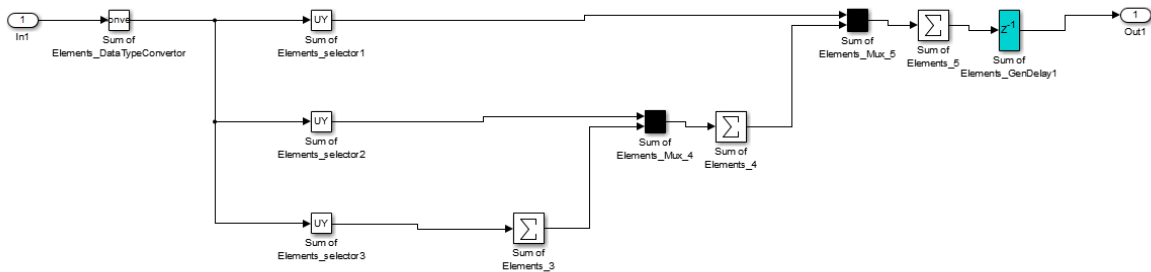 1
In1
onve
Sum of
Elements_DataTypeConvertor
UY
Sum of
Elements_selector1
Sum of
Elements_Mux_5
∑
Sum of
Elements_5
z-1
Sum of
Elements_GenDelay1
1
Out1
UY
Sum of
Elements_selector2
Sum of
Elements_Mux_4
∑
Sum of
Elements_4
UY
Sum of
Elements_selector3
∑
Sum of
Elements_3